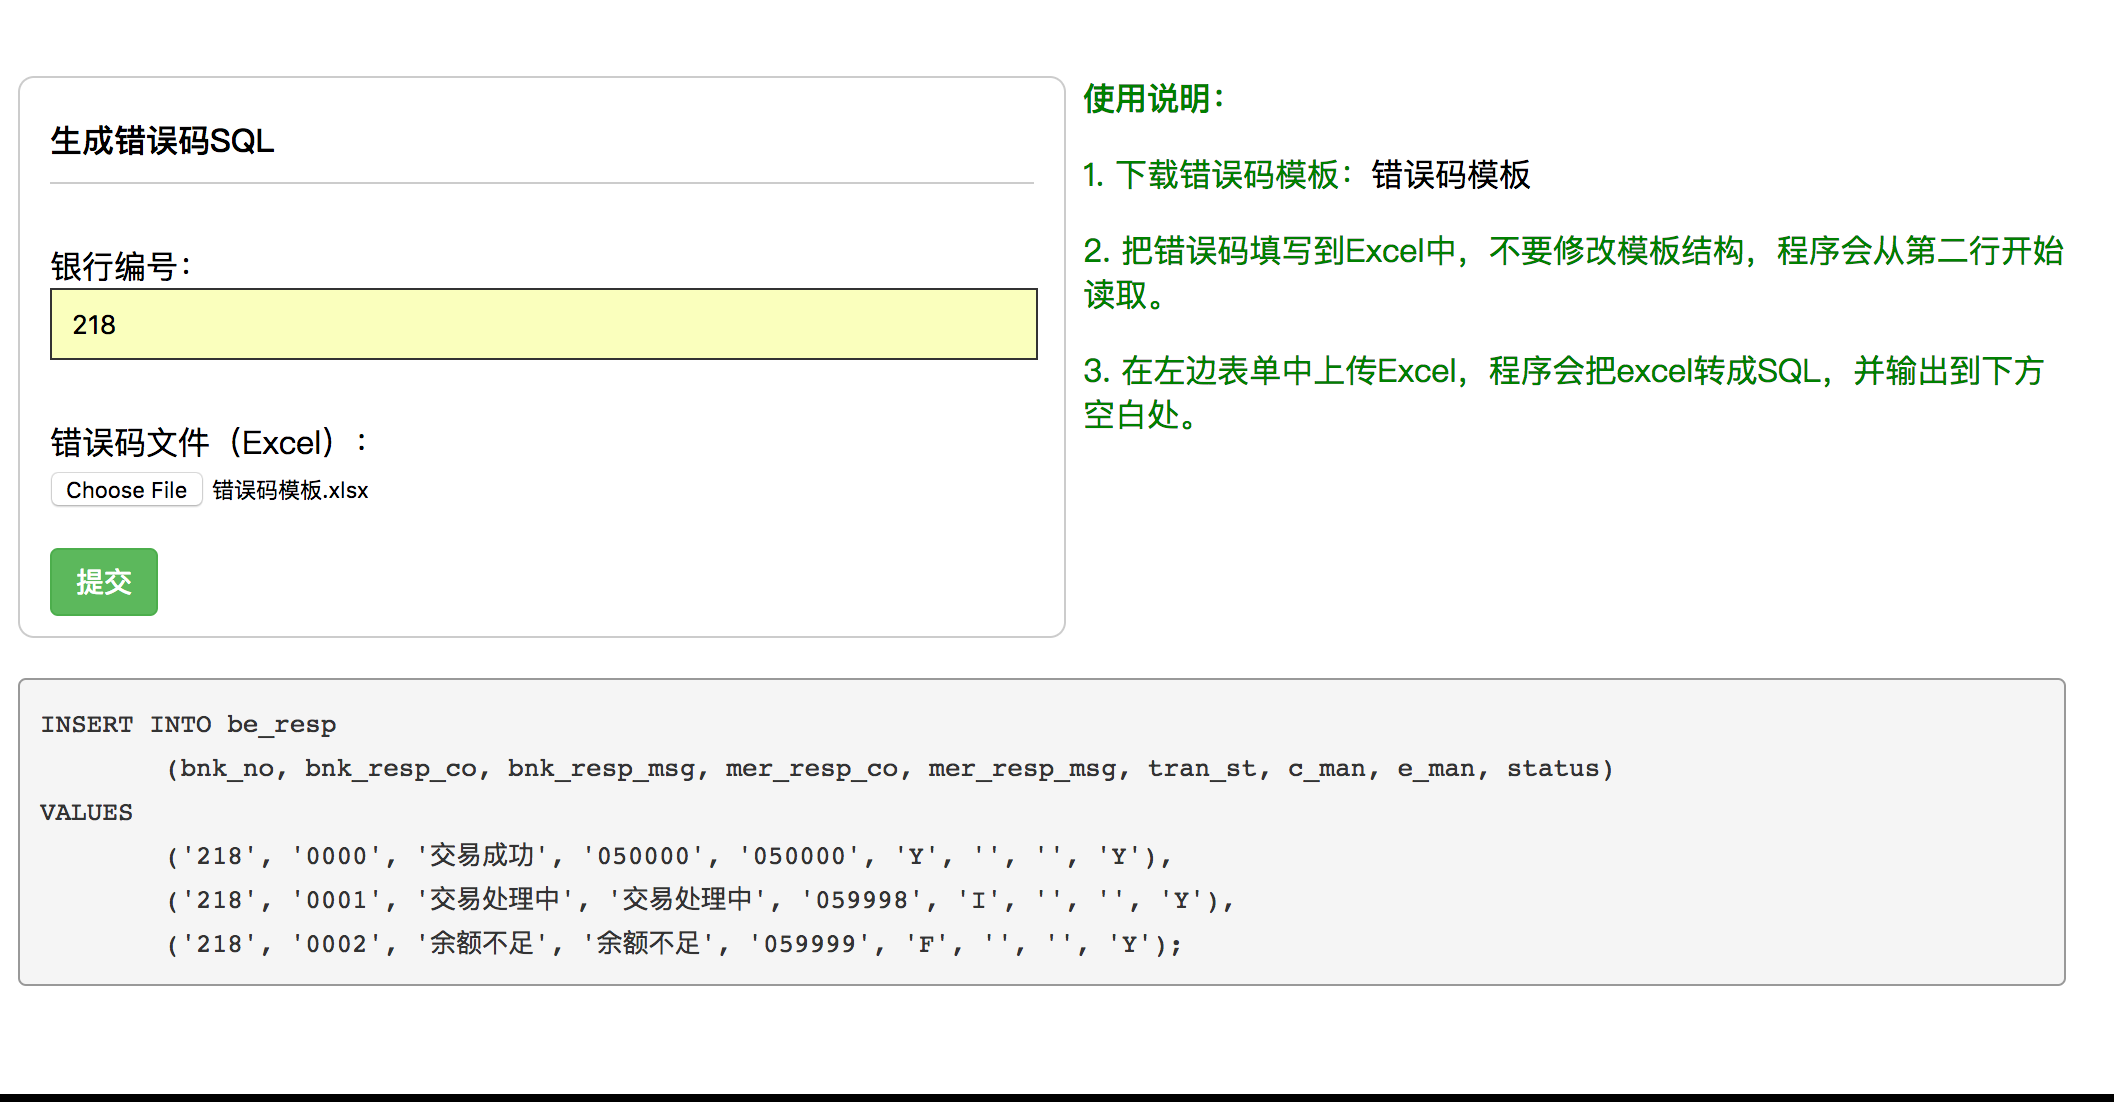 生成错误码SQL
银行编号：
218
错误码文件（Excel）：
Choose File 错误码模板.xlsx
提交
使用说明：
1. 下载错误码模板：错误码模板
2. 把错误码填写到Excel中，不要修改模板结构，程序会从第二行开始
读取。
3. 在左边表单中上传Excel，程序会把excel转成SQL，并输出到下方
空白处。
INSERT INTO be_resp
(bnk_no, bnk_resp_co, bnk_resp_msg, mer_resp_co, mer_resp_msg, tran_st, c_man, e_man, status)
VALUES
('218', '0000', '交易成功', '050000', '050000', 'Y', '', '', 'Y'),
('218', '0001', '交易处理中', '交易处理中', '059998', 'I', '', '', 'Y'),
('218', '0002', '余额不足', '余额不足', '059999', 'F', '', '', 'Y');